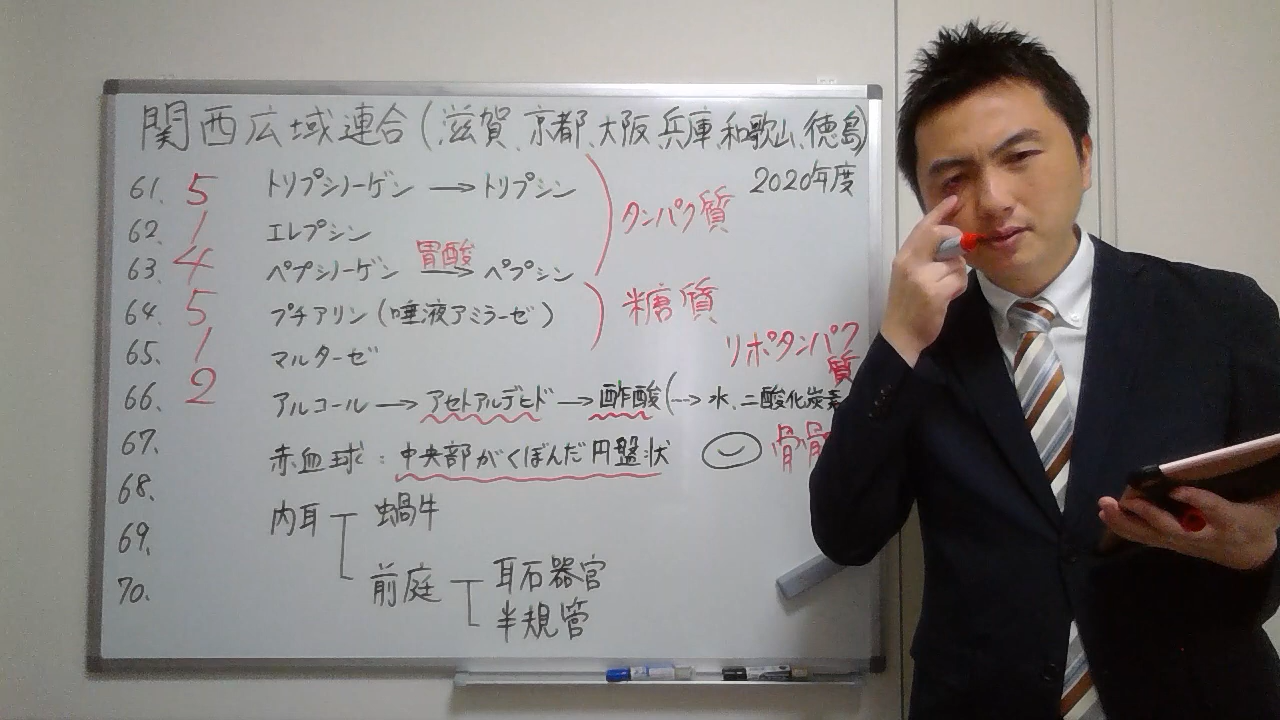 関西広域連合(滋賀、京都、大阪、兵庫、和歌山、徳島)
2020年度
61. 5 トリプシノーゲン → トリプシン
タンパク質
62. 1 エレプシン
63. 4 ペプシノーゲン 胃酸→ ペプシン
64. 5 プチアリン(唾液アミラーゼ)
糖質
65. 1 マルターゼ
リポタンパク
質
66. 2 アルコール → アセトアルデヒド → 酢酸(→ 水、二酸化炭素
67. 赤血球:中央部がくぼんだ円盤状
骨
68. 内耳 蝸牛
69.
70. 前庭 耳石器官
半規管